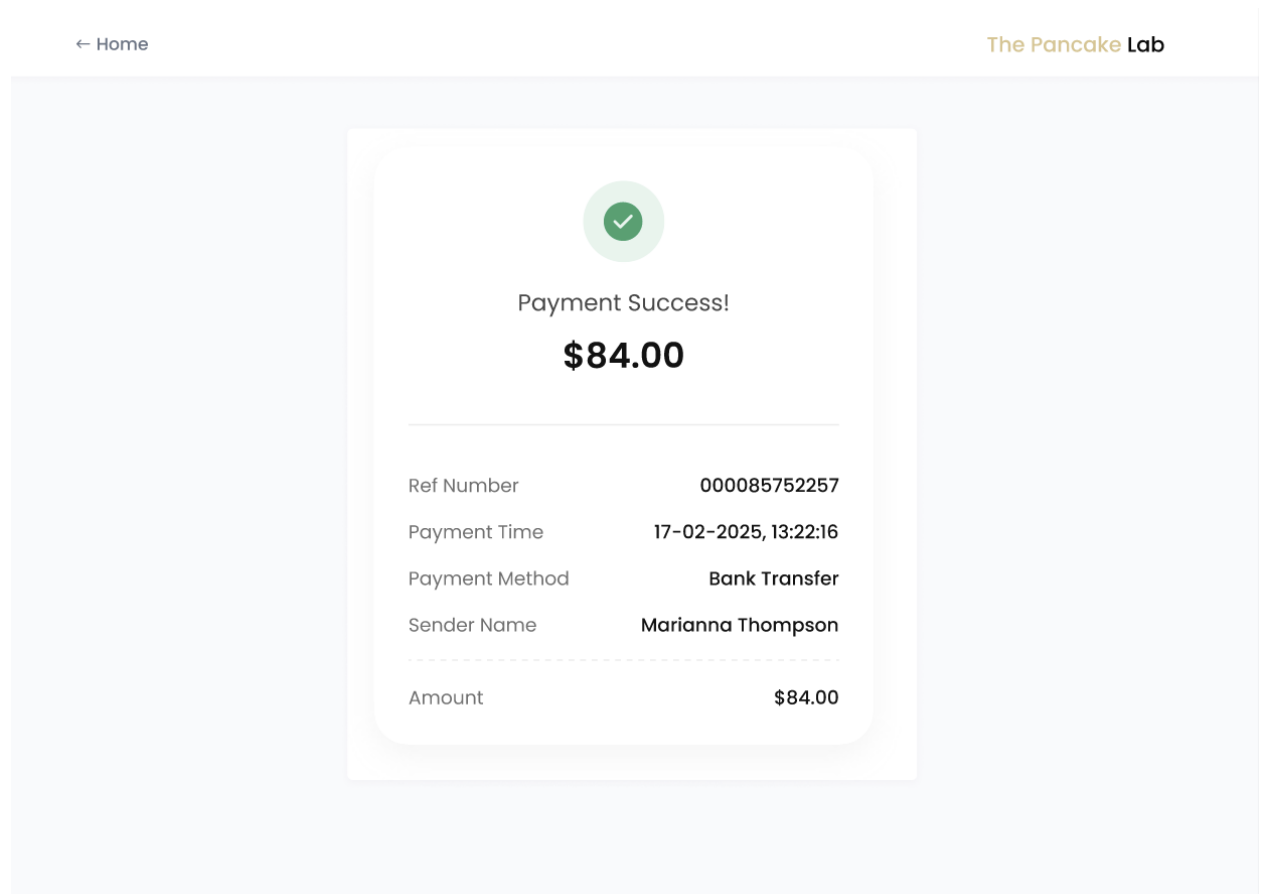 ← Home
The Pancake Lab
Payment Success!
$84.00
Ref Number 000085752257
Payment Time 17-02-2025, 13:22:16
Payment Method Bank Transfer
Sender Name Marianna Thompson
Amount $84.00